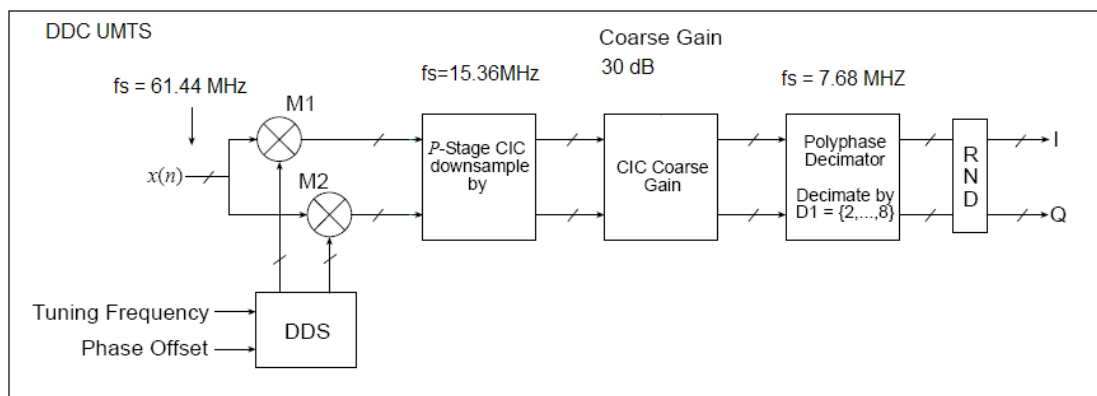 DDC UMTS
Coarse Gain
30 dB
fs = 61.44 MHz
fs=15.36MHz
fs = 7.68 MHZ
M1
x(n)
M2
P-Stage CIC
downsample
by
CIC Coarse
Gain
Polyphase
Decimator
Decimate by
D1 = {2,...,8}
R
N
D
I
Q
Tuning Frequency
Phase Offset
DDS